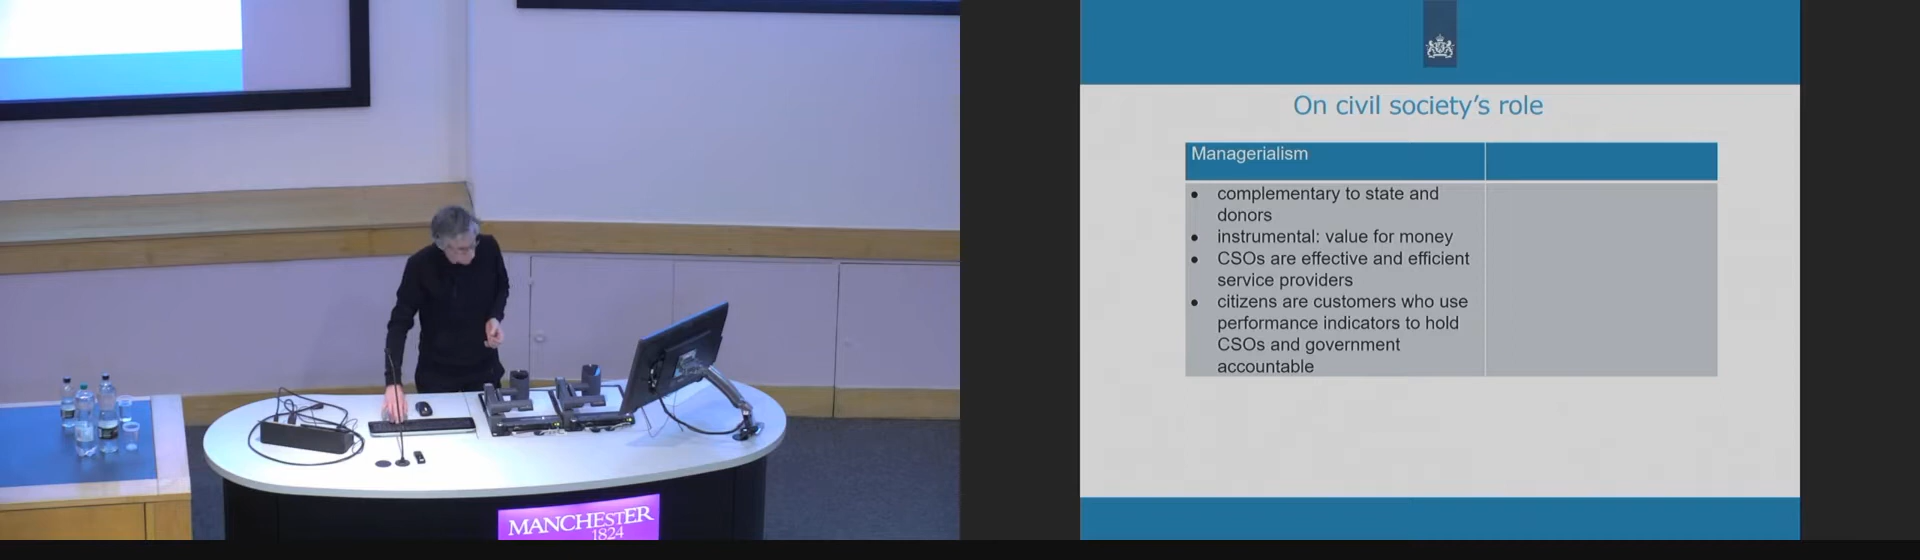 MANCHESTER
1824
On civil society's role
Managerialism
• complementary to state and
donors
• instrumental: value for money
• CSOs are effective and efficient
service providers
• citizens are customers who use
performance indicators to hold
CSOs and government
accountable